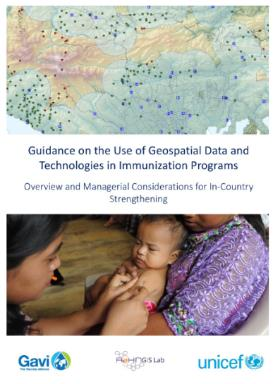 Guidance on the Use of Geospatial Data and
Technologies in Immunization Programs
Overview and Managerial Considerations for In-Country
Strengthening
Gavi
The Vaccine Alliance
GIS Lab
unicef